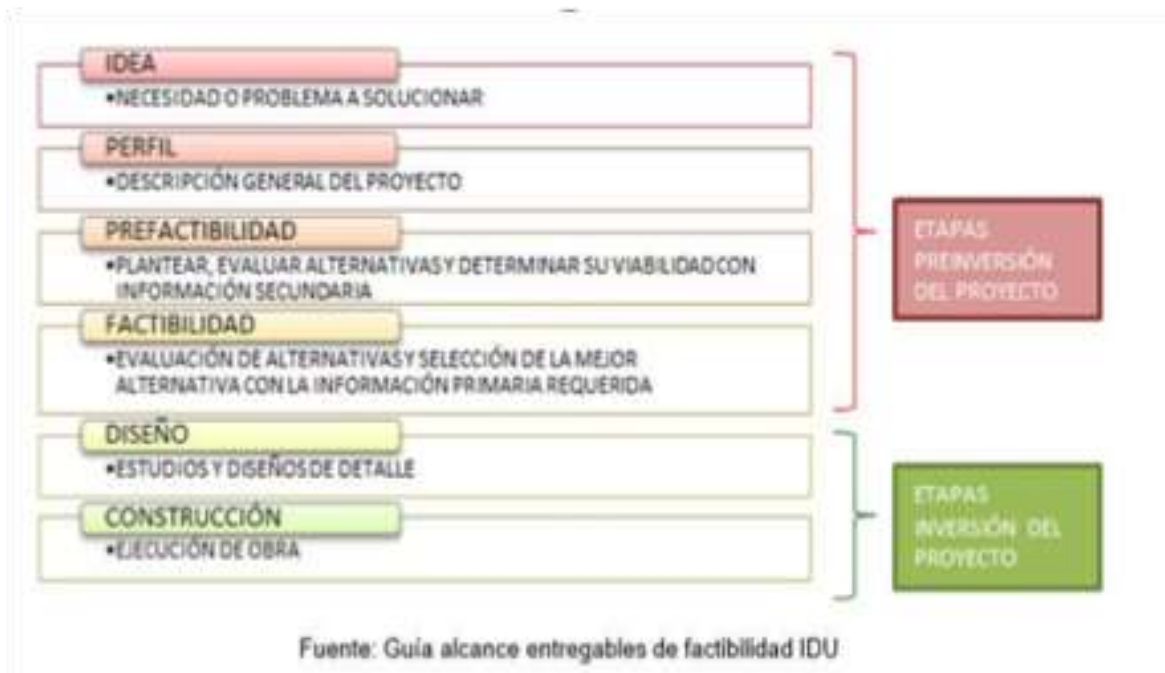 IDEA
•NECESIDAD O PROBLEMA A SOLUCIONAR
PERFIL
•DESCRIPCIÓN GENERAL DEL PROYECTO
PREFACTIBILIDAD
•PLANTEAR, EVALUAR ALTERNATIVAS Y DETERMINAR SU VIABILIDAD CON
INFORMACIÓN SECUNDARIA
FACTIBILIDAD
•EVALUACIÓN DE ALTERNATIVAS Y SELECCIÓN DE LA MEJOR
ALTERNATIVA CON LA INFORMACIÓN PRIMARIA REQUERIDA
ETAPAS
PREINVERSIÓN
DEL PROYECTO
DISEÑO
•ESTUDIOS Y DISEÑOS DE DETALLE
CONSTRUCCIÓN
•EJECUCIÓN DE OBRA
ETAPAS
INVERSIÓN DEL
PROYECTO
Fuente: Guía alcance entregables de factibilidad IDU